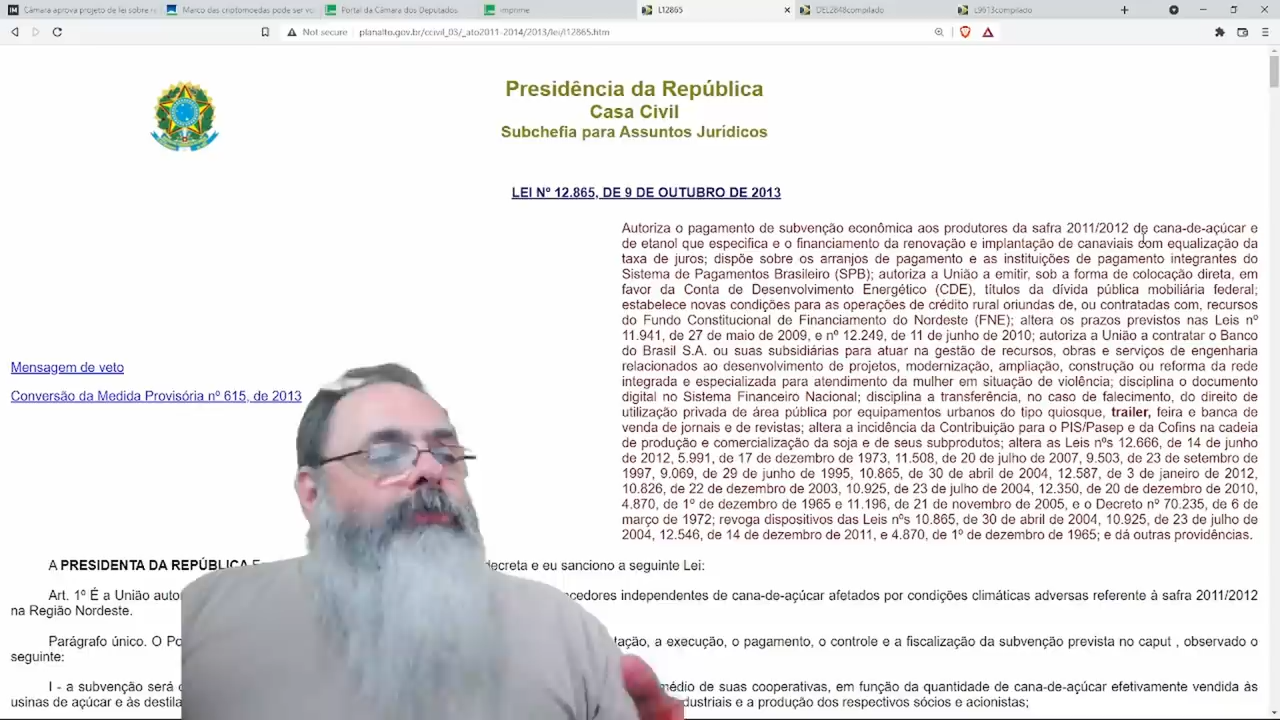 Câmara aprova projeto de lei sobre r
Marco das criptomoedas pode ser vo
Portal da Câmara dos Deputados
imprime
L12865
DEL2848compilado
L9613compilado
Not secure
planalto.gov.br/ccivil_03/_ato2011-2014/2013/lei/l12865.htm
Presidência da República
Casa Civil
Subchefia para Assuntos Jurídicos
LEI Nº 12.865, DE 9 DE OUTUBRO DE 2013
Autoriza o pagamento de subvenção econômica aos produtores da safra 2011/2012 de cana-de-açúcar e
de etanol que especifica e o financiamento da renovação e implantação de canaviais com equalização da
taxa de juros; dispõe sobre os arranjos de pagamento e as instituições de pagamento integrantes do
Sistema de Pagamentos Brasileiro (SPB); autoriza a União a emitir, sob a forma de colocação direta, em
favor da Conta de Desenvolvimento Energético (CDE), títulos da dívida pública mobiliária federal;
estabelece novas condições para as operações de crédito rural oriundas de, ou contratadas com, recursos
do Fundo Constitucional de Financiamento do Nordeste (FNE); altera os prazos previstos nas Leis nº
11.941, de 27 de maio de 2009, e nº 12.249, de 11 de junho de 2010; autoriza a União a contratar o Banco
do Brasil S.A. ou suas subsidiárias para atuar na gestão de recursos, obras e serviços de engenharia
relacionados ao desenvolvimento de projetos, modernização, ampliação, construção ou reforma da rede
integrada e especializada para atendimento da mulher em situação de violência; disciplina o documento
digital no Sistema Financeiro Nacional; disciplina a transferência, no caso de falecimento, do direito de
utilização privada de área pública por equipamentos urbanos do tipo quiosque, trailer, feira e banca de
venda de jornais e de revistas; altera a incidência da Contribuição para o PIS/Pasep e da Cofins na cadeia
de produção e comercialização da soja e de seus subprodutos; altera as Leis nºs 12.666, de 14 de junho
de 2012, 5.991, de 17 de dezembro de 1973, 11.508, de 20 de julho de 2007, 9.503, de 23 de setembro de
1997, 9.069, de 29 de junho de 1995, 10.865, de 30 de abril de 2004, 12.587, de 3 de janeiro de 2012,
10.826, de 22 de dezembro de 2003, 10.925, de 23 de julho de 2004, 12.350, de 20 de dezembro de 2010,
4.870, de 1º de dezembro de 1965 e 11.196, de 21 de novembro de 2005, e o Decreto nº 70.235, de 6 de
março de 1972; revoga dispositivos das Leis nºs 10.865, de 30 de abril de 2004, 10.925, de 23 de julho de
2004, 12.546, de 14 de dezembro de 2011, e 4.870, de 1º de dezembro de 1965; e dá outras providências.
Mensagem de veto
Conversão da Medida Provisória nº 615, de 2013
A PRESIDENTA DA REPÚBLICA decreta e eu sanciono a seguinte Lei:
Art. 1º É a União independentes de cana-de-açúcar afetados por condições climáticas adversas referente à safra 2011/2012
na Região Nordeste.
Parágrafo único. O a execução, o pagamento, o controle e a fiscalização da subvenção prevista no caput , observado o
seguinte:
I - a subvenção será de suas cooperativas, em função da quantidade de cana-de-açúcar efetivamente vendida às
usinas de açúcar e às e a produção dos respectivos sócios e acionistas;